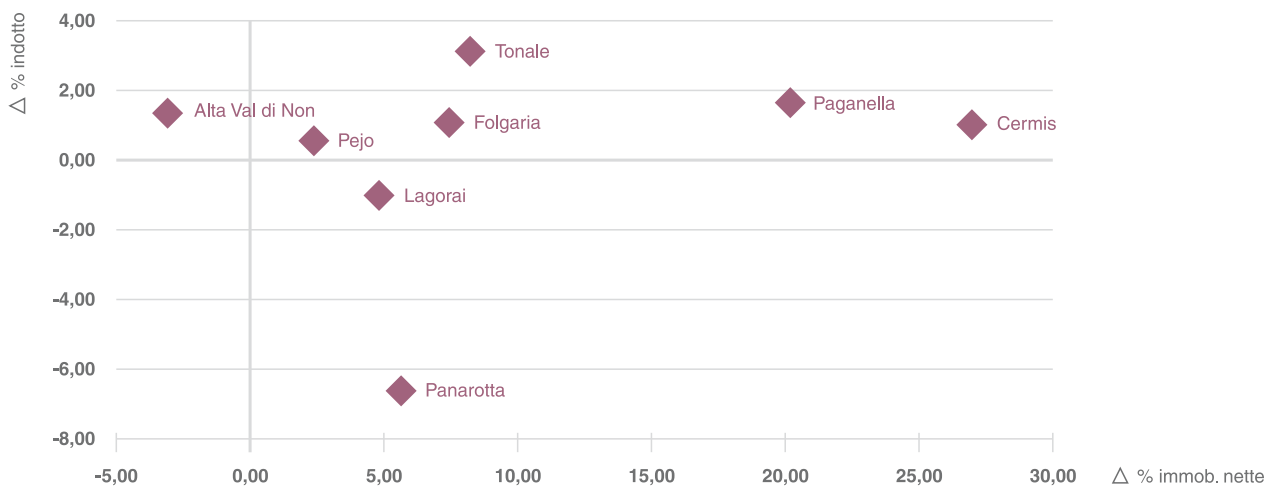 △ % indotto
4,00
2,00
0,00
-2,00
-4,00
-6,00
-8,00
Tonale
Paganella
Alta Val di Non
Folgaria
Cermis
Pejo
Lagorai
Panarotta
-5,00 0,00 5,00 10,00 15,00 20,00 25,00 30,00 △ % immob. nette